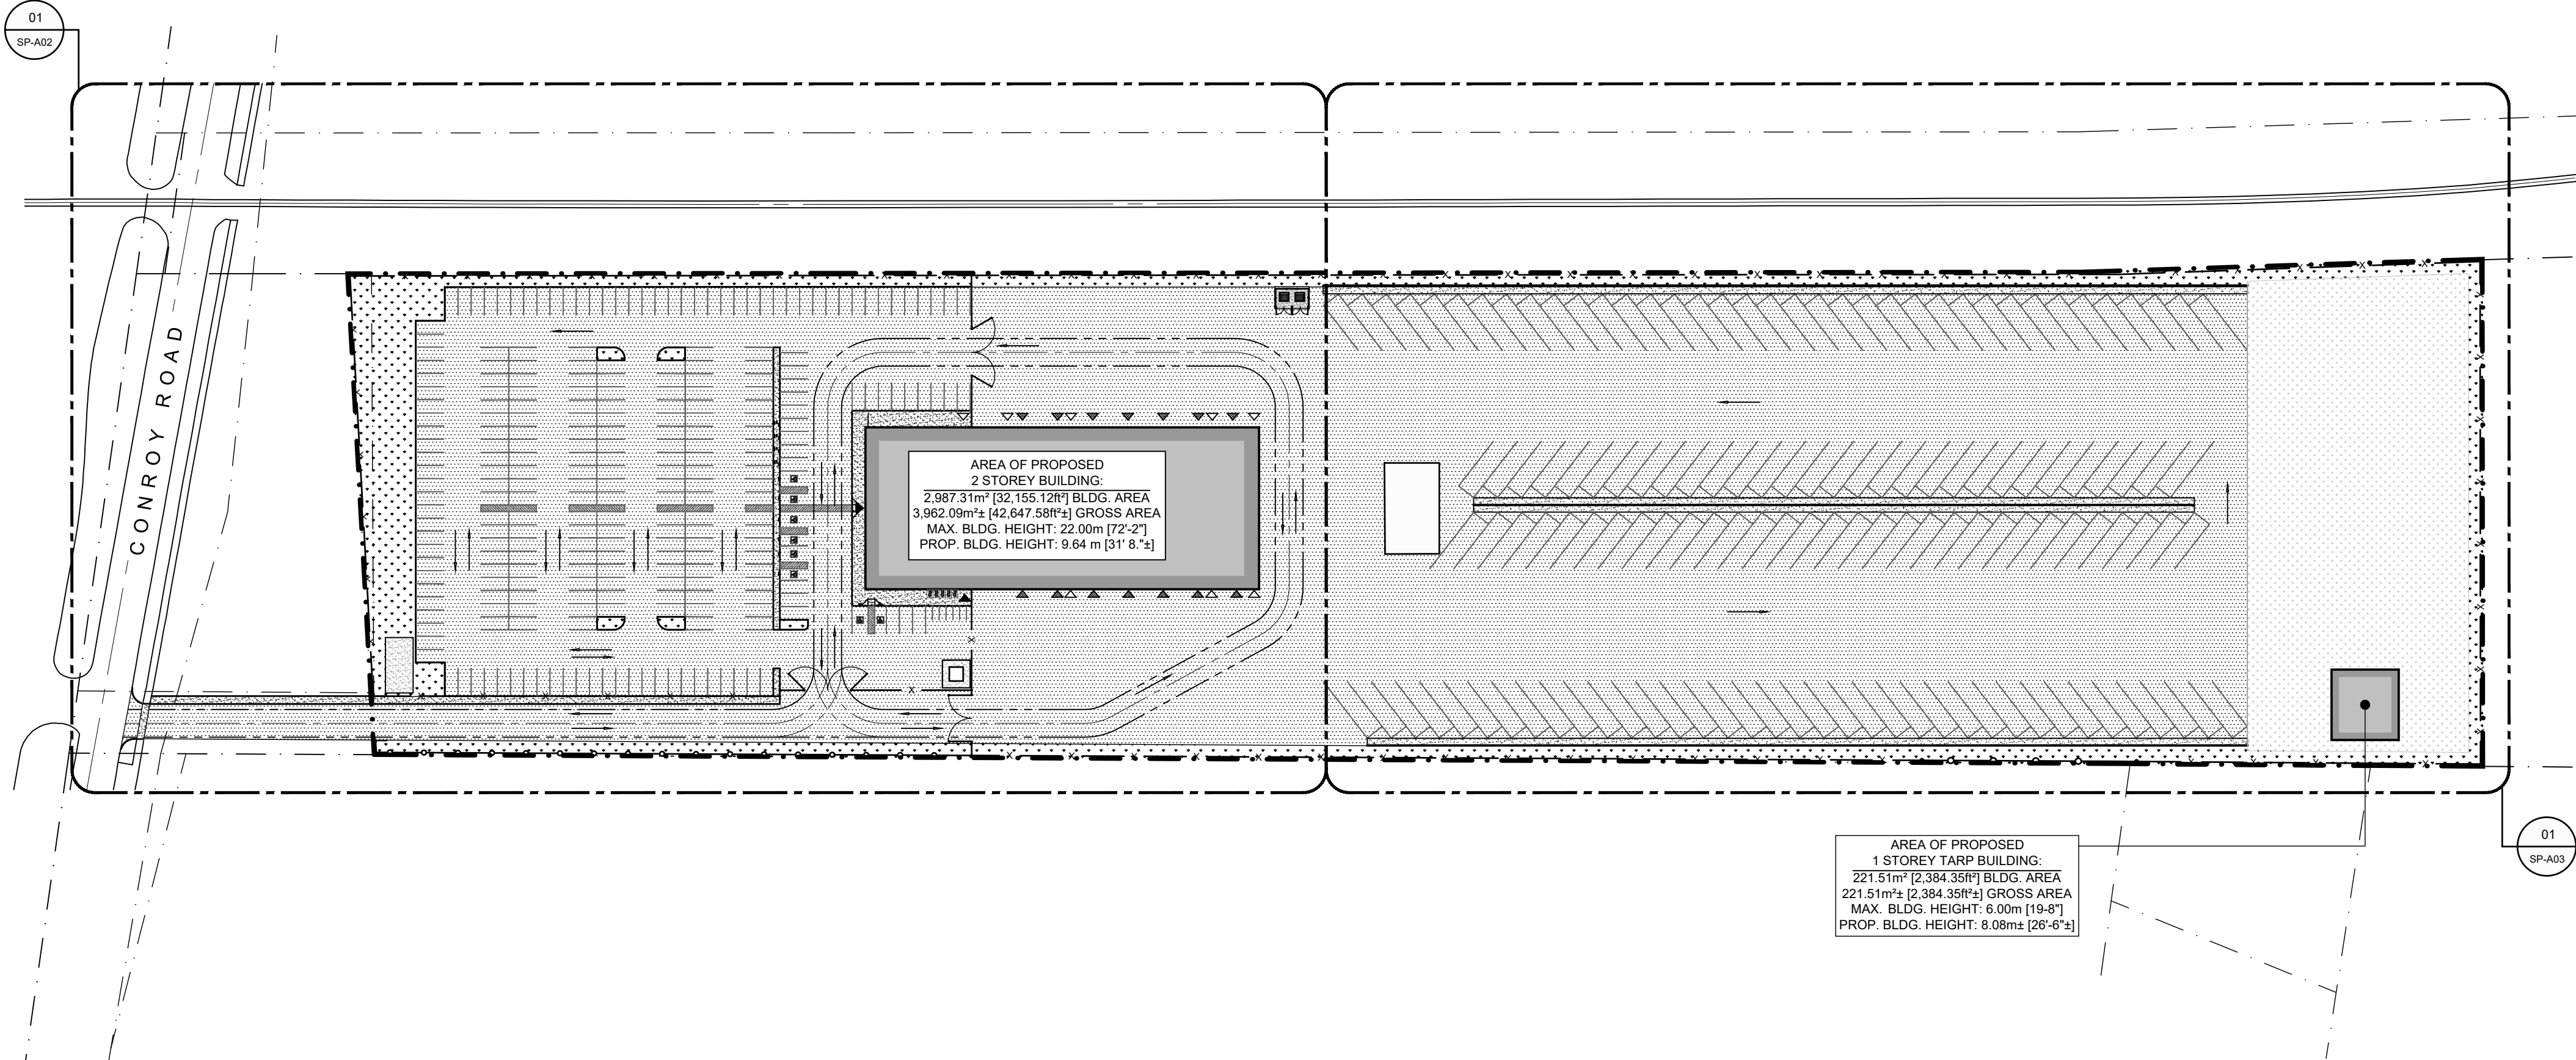 01
SP-A02
CONROY ROAD
AREA OF PROPOSED
2 STOREY BUILDING:
2,987.31m² [32,155.12ft²] BLDG. AREA
3,962.09m²± [42,647.58ft²±] GROSS AREA
MAX. BLDG. HEIGHT: 22.00m [72'-2"]
PROP. BLDG. HEIGHT: 9.64 m [31' 8."±]
AREA OF PROPOSED
1 STOREY TARP BUILDING:
221.51m² [2,384.35ft²] BLDG. AREA
221.51m²± [2,384.35ft²±] GROSS AREA
MAX. BLDG. HEIGHT: 6.00m [19-8"]
PROP. BLDG. HEIGHT: 8.08m± [26'-6"±]
01
SP-A03